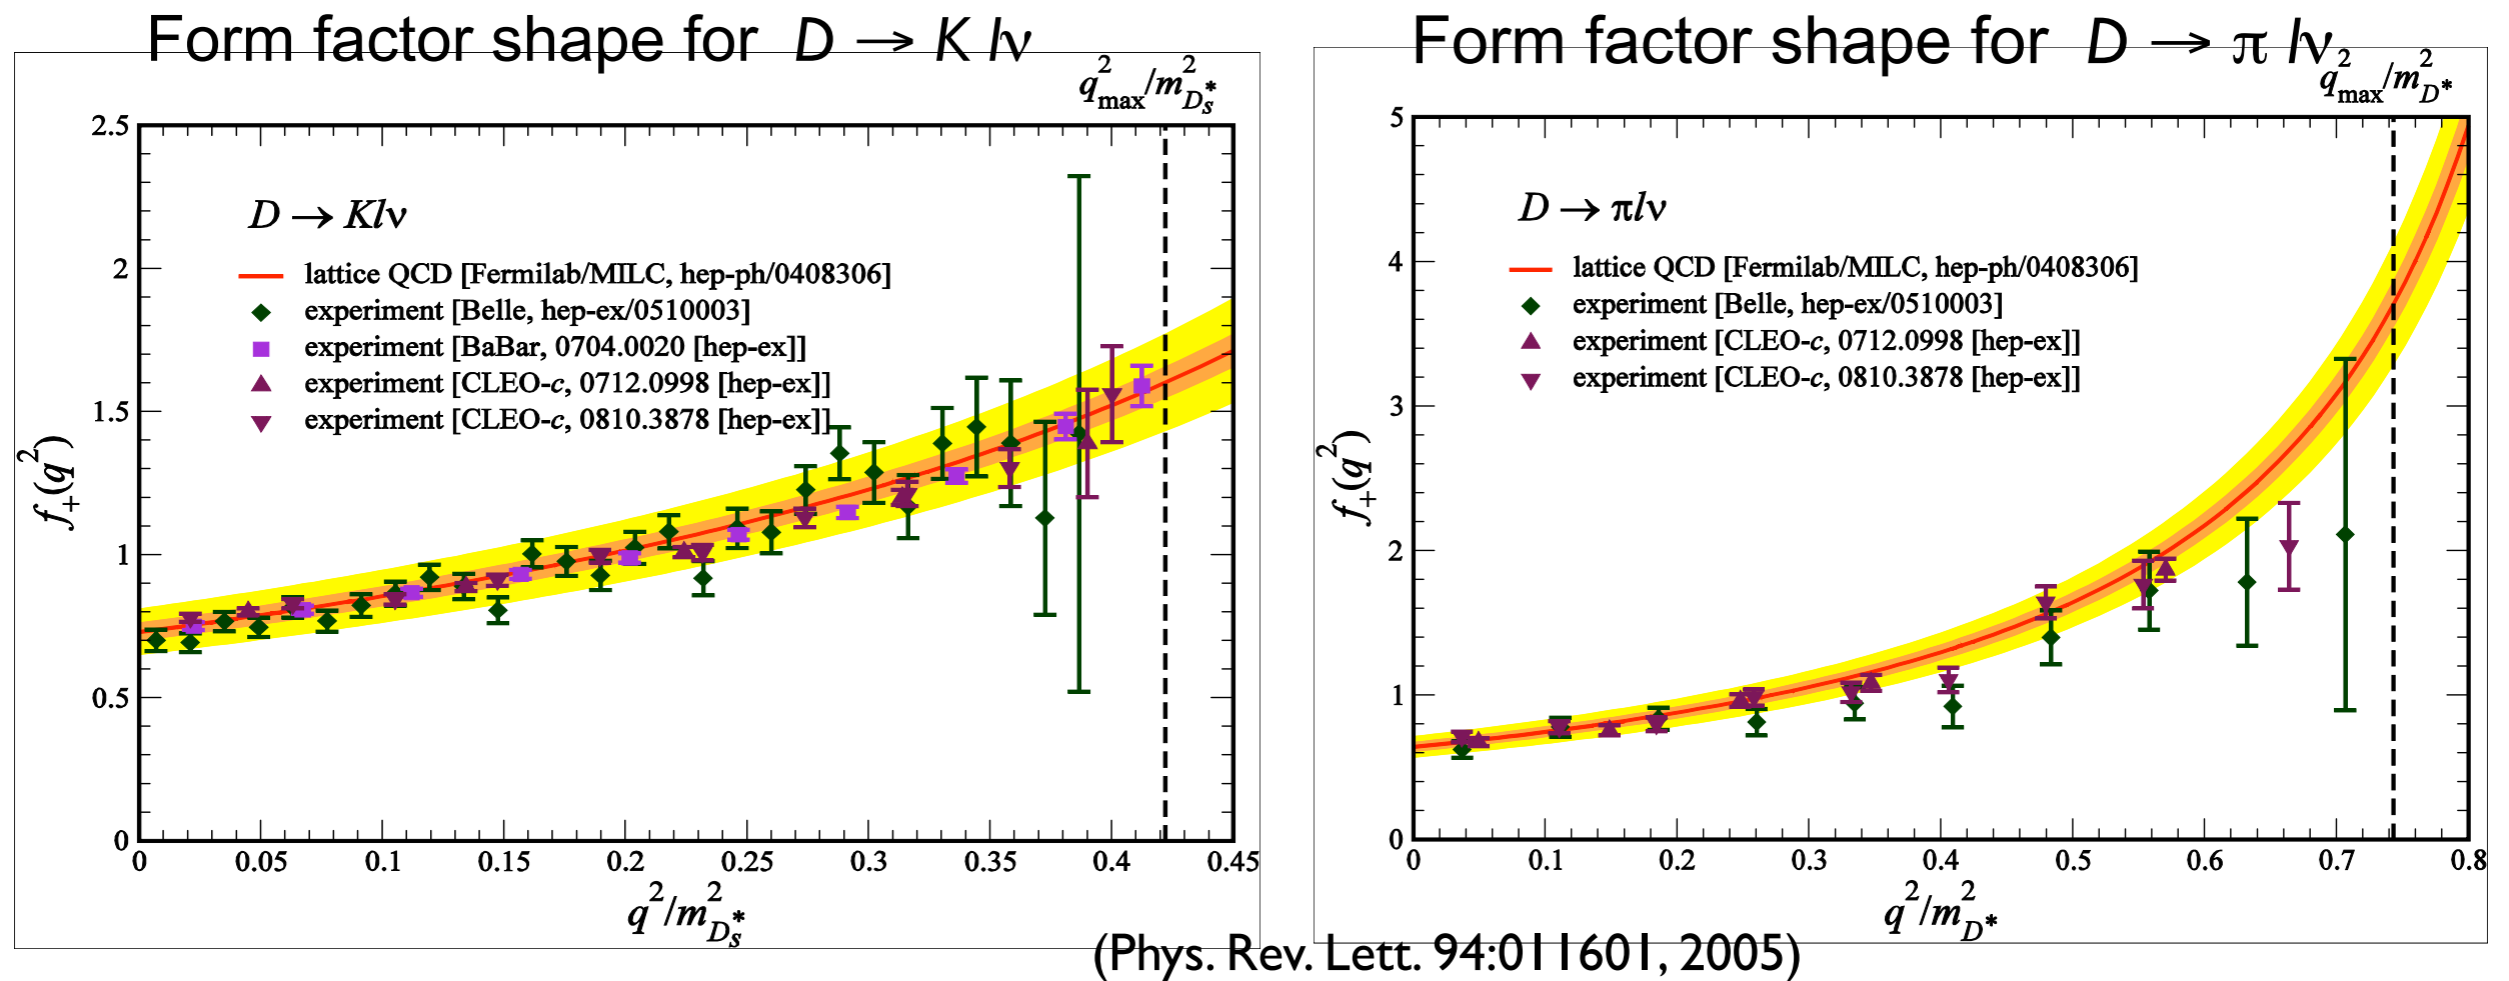 Form factor shape for D → K lν
q²max/m²Ds*
2.5
2
1.5
1
0.5
0
f+(q²)
D → Klν
lattice QCD [Fermilab/MILC, hep-ph/0408306]
experiment [Belle, hep-ex/0510003]
experiment [BaBar, 0704.0020 [hep-ex]]
experiment [CLEO-c, 0712.0998 [hep-ex]]
experiment [CLEO-c, 0810.3878 [hep-ex]]
0 0.05 0.1 0.15 0.2 0.25 0.3 0.35 0.4 0.45
q²/m²Ds*
Form factor shape for D → π lν
q²max/m²D*
5
4
3
2
1
0
f+(q²)
D → πlν
lattice QCD [Fermilab/MILC, hep-ph/0408306]
experiment [Belle, hep-ex/0510003]
experiment [CLEO-c, 0712.0998 [hep-ex]]
experiment [CLEO-c, 0810.3878 [hep-ex]]
0 0.1 0.2 0.3 0.4 0.5 0.6 0.7 0.8
q²/m²D*
(Phys. Rev. Lett. 94:011601, 2005)